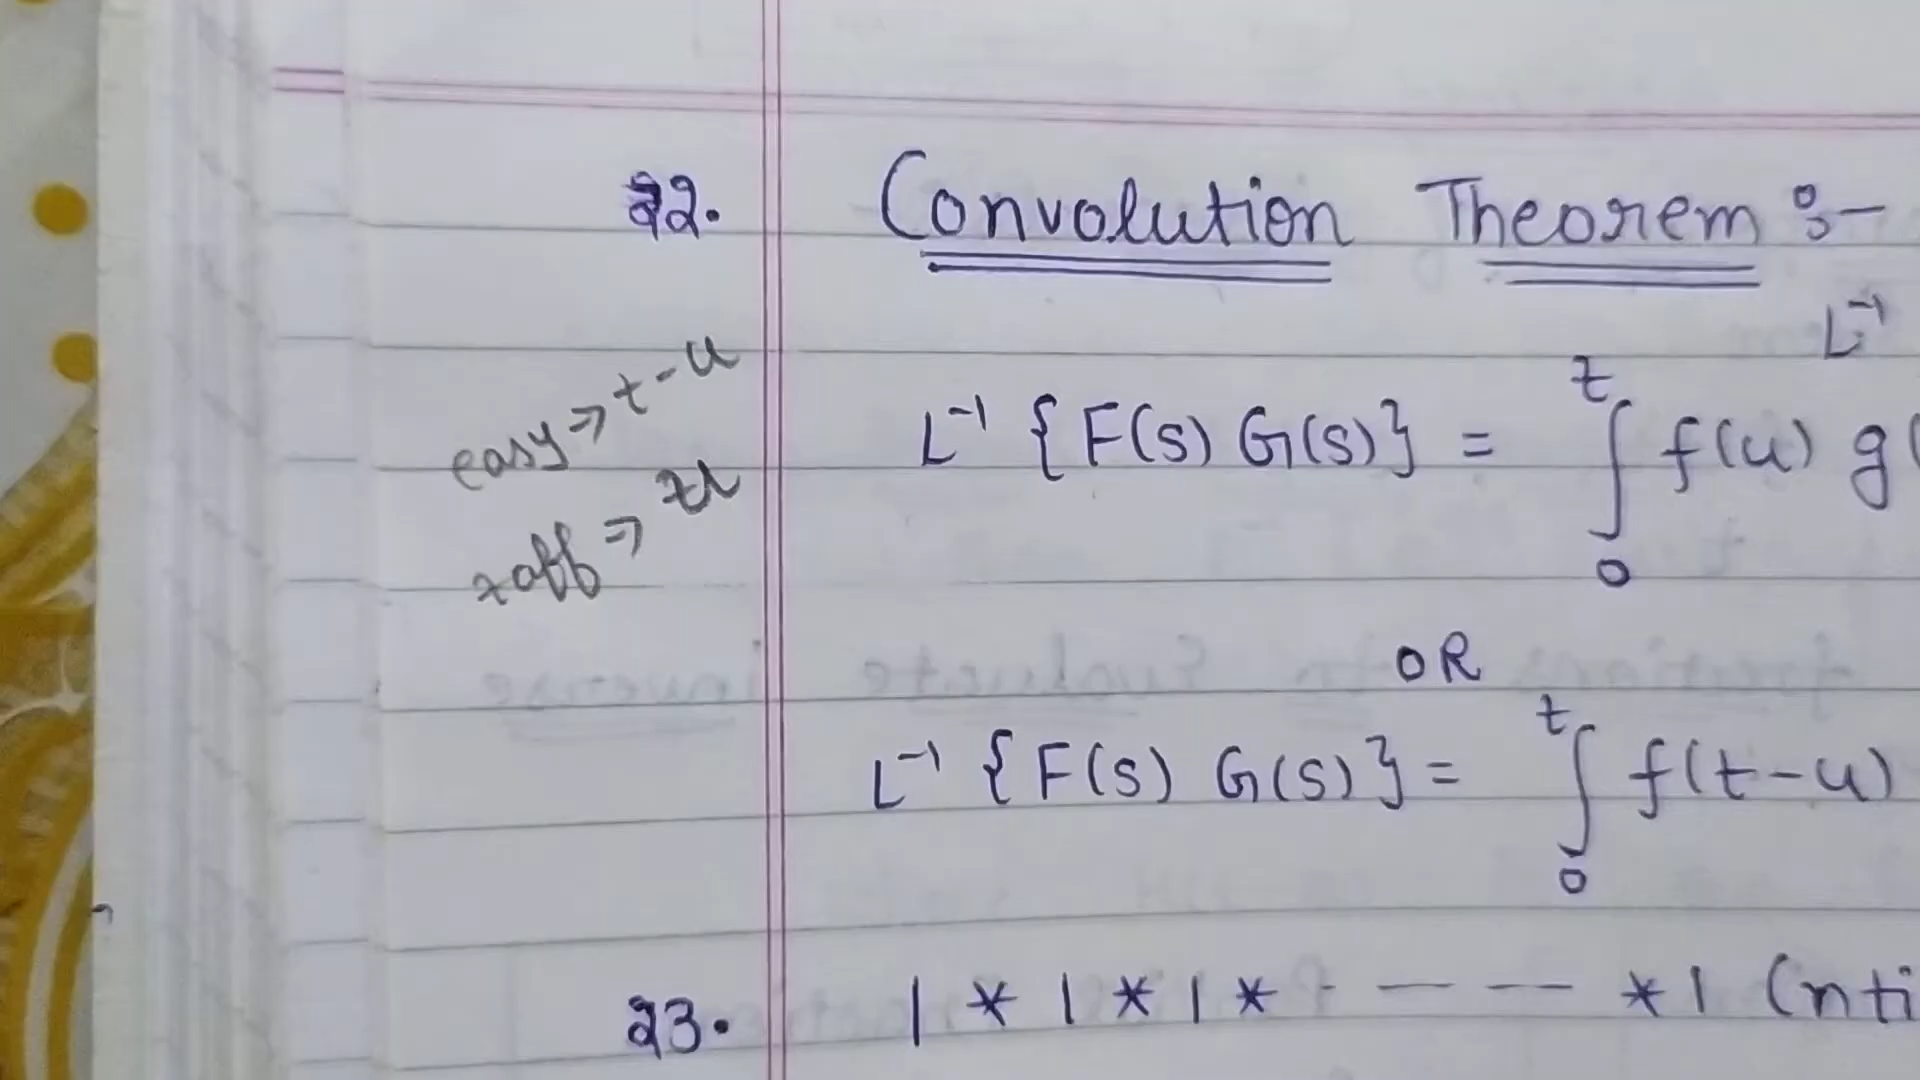 22. Convolution Theorem :-
L⁻¹
easy => t-u
L⁻¹ {F(s) G(s)} = ∫₀ᵗ f(u) g(
=> u
OR
L⁻¹ {F(s) G(s)} = ∫₀ᵗ f(t-u)
23. 1 * 1 * 1 * - — — * 1 (nti